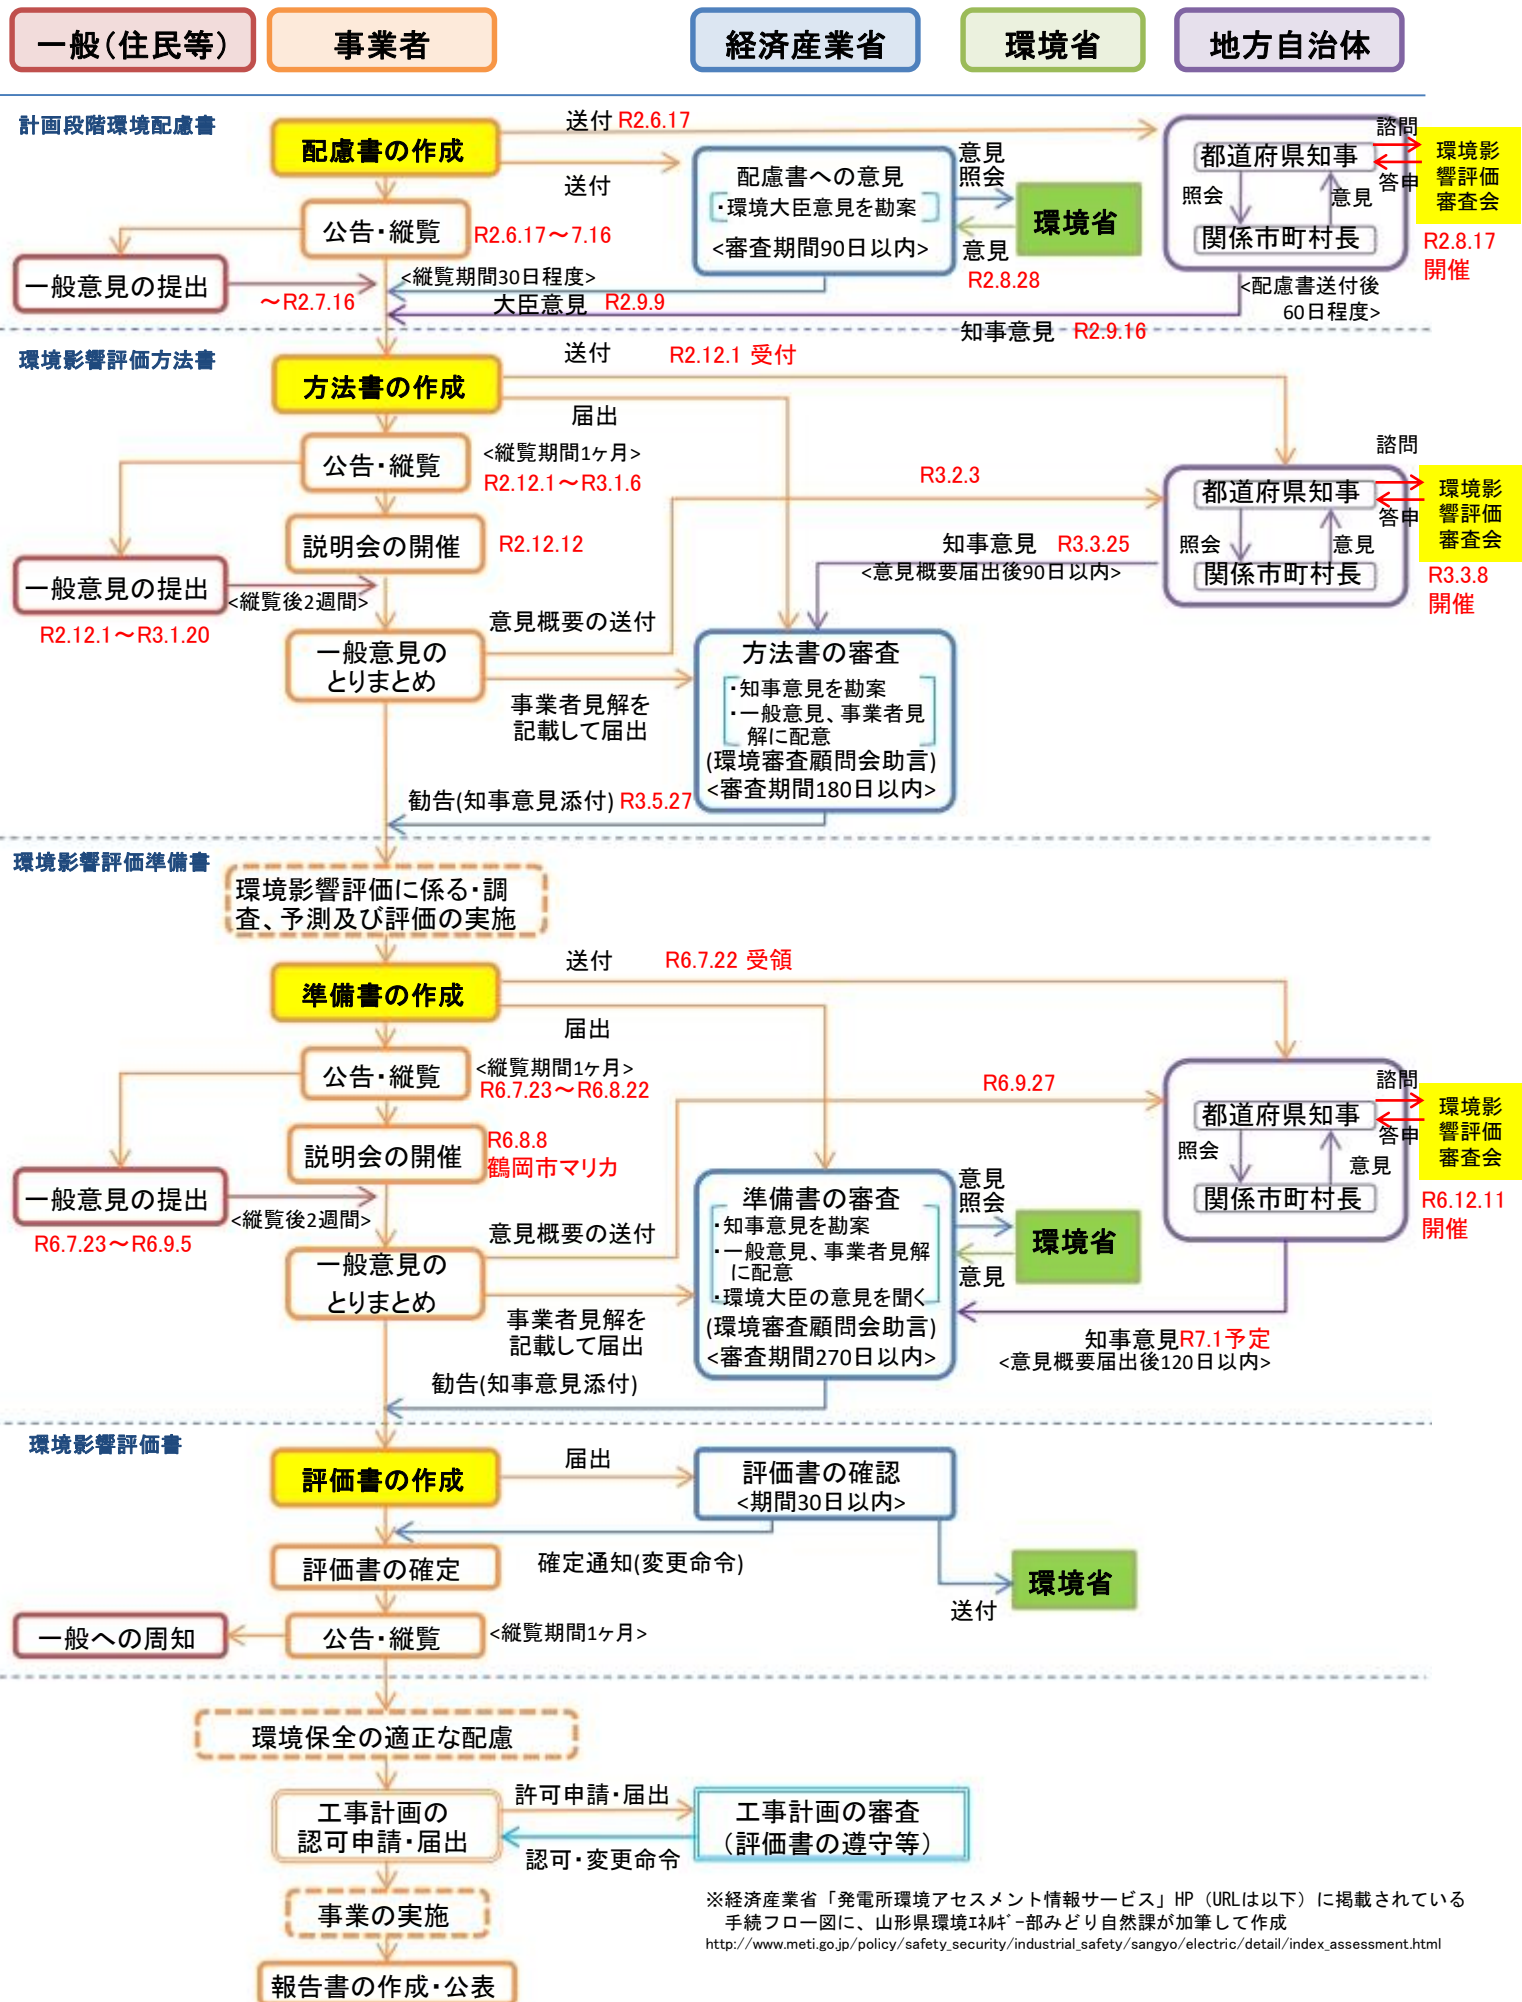 一般(住民等)
事業者
経済産業省
環境省
地方自治体
計画段階環境配慮書
配慮書の作成
送付 R2.6.17
送付
公告・縦覧
R2.6.17～7.16
一般意見の提出
～R2.7.16
<縦覧期間30日程度>
大臣意見 R2.9.9
配慮書への意見
・環境大臣意見を勘案
<審査期間90日以内>
意見
照会
環境省
意見
R2.8.28
都道府県知事
照会
意見
関係市町村長
諮問
答申
環境影
響評価
審査会
R2.8.17
開催
<配慮書送付後
60日程度>
知事意見 R2.9.16
環境影響評価方法書
方法書の作成
送付
R2.12.1 受付
届出
公告・縦覧
<縦覧期間1ヶ月>
R2.12.1～R3.1.6
説明会の開催
R2.12.12
一般意見の提出
<縦覧後2週間>
R2.12.1～R3.1.20
一般意見の
とりまとめ
意見概要の送付
R3.2.3
事業者見解を
記載して届出
知事意見 R3.3.25
<意見概要届出後90日以内>
都道府県知事
照会
意見
関係市町村長
諮問
答申
環境影
響評価
審査会
R3.3.8
開催
方法書の審査
・知事意見を勘案
・一般意見、事業者見
解に配意
(環境審査顧問会助言)
<審査期間180日以内>
勧告(知事意見添付) R3.5.27
環境影響評価準備書
環境影響評価に係る・調
査、予測及び評価の実施
準備書の作成
送付
R6.7.22 受領
届出
公告・縦覧
<縦覧期間1ヶ月>
R6.7.23～R6.8.22
説明会の開催
R6.8.8
鶴岡市マリカ
一般意見の提出
<縦覧後2週間>
R6.7.23～R6.9.5
一般意見の
とりまとめ
意見概要の送付
R6.9.27
事業者見解を
記載して届出
準備書の審査
・知事意見を勘案
・一般意見、事業者見解
に配意
・環境大臣の意見を聞く
(環境審査顧問会助言)
<審査期間270日以内>
意見
照会
環境省
意見
都道府県知事
照会
意見
関係市町村長
諮問
答申
環境影
響評価
審査会
R6.12.11
開催
知事意見R7.1予定
<意見概要届出後120日以内>
勧告(知事意見添付)
環境影響評価書
評価書の作成
届出
評価書の確認
<期間30日以内>
確定通知(変更命令)
評価書の確定
環境省
送付
公告・縦覧
<縦覧期間1ヶ月>
一般への周知
環境保全の適正な配慮
工事計画の
認可申請・届出
許可申請・届出
認可・変更命令
工事計画の審査
(評価書の遵守等)
事業の実施
報告書の作成・公表
※経済産業省「発電所環境アセスメント情報サービス」HP（URLは以下）に掲載されている
手続フロー図に、山形県環境ｴﾈﾙｷﾞｰ部みどり自然課が加筆して作成
http://www.meti.go.jp/policy/safety_security/industrial_safety/sangyo/electric/detail/index_assessment.html